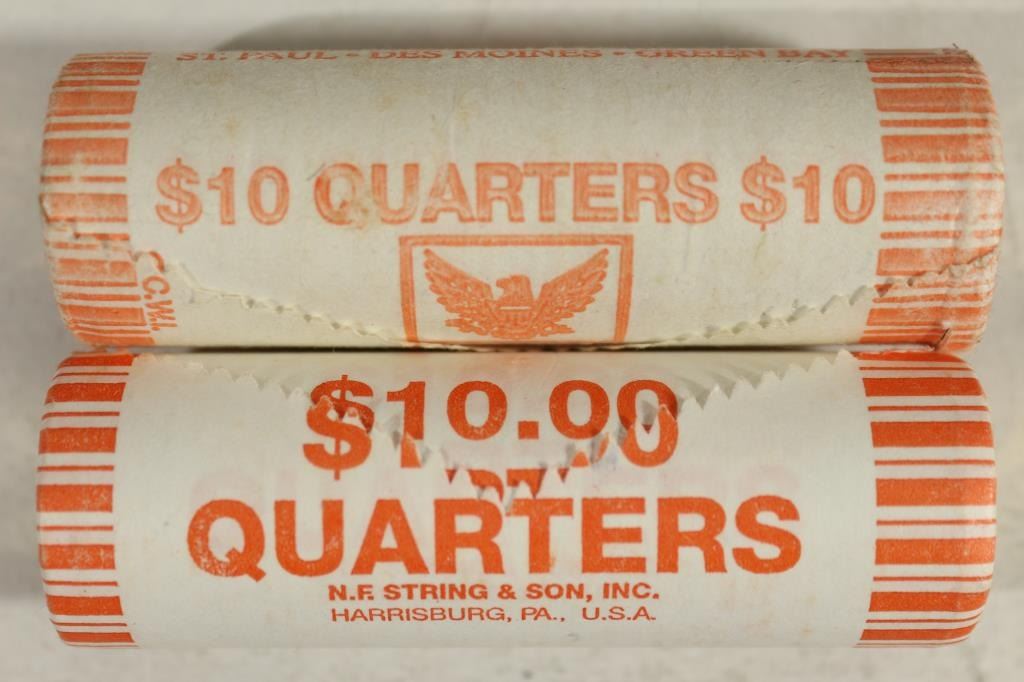 ST. PAUL • DES MOINES • GREEN BAY
$10 QUARTERS $10
C.W.I.
$10.00
QUARTERS
N.F. STRING & SON, INC.
HARRISBURG, PA., U.S.A.